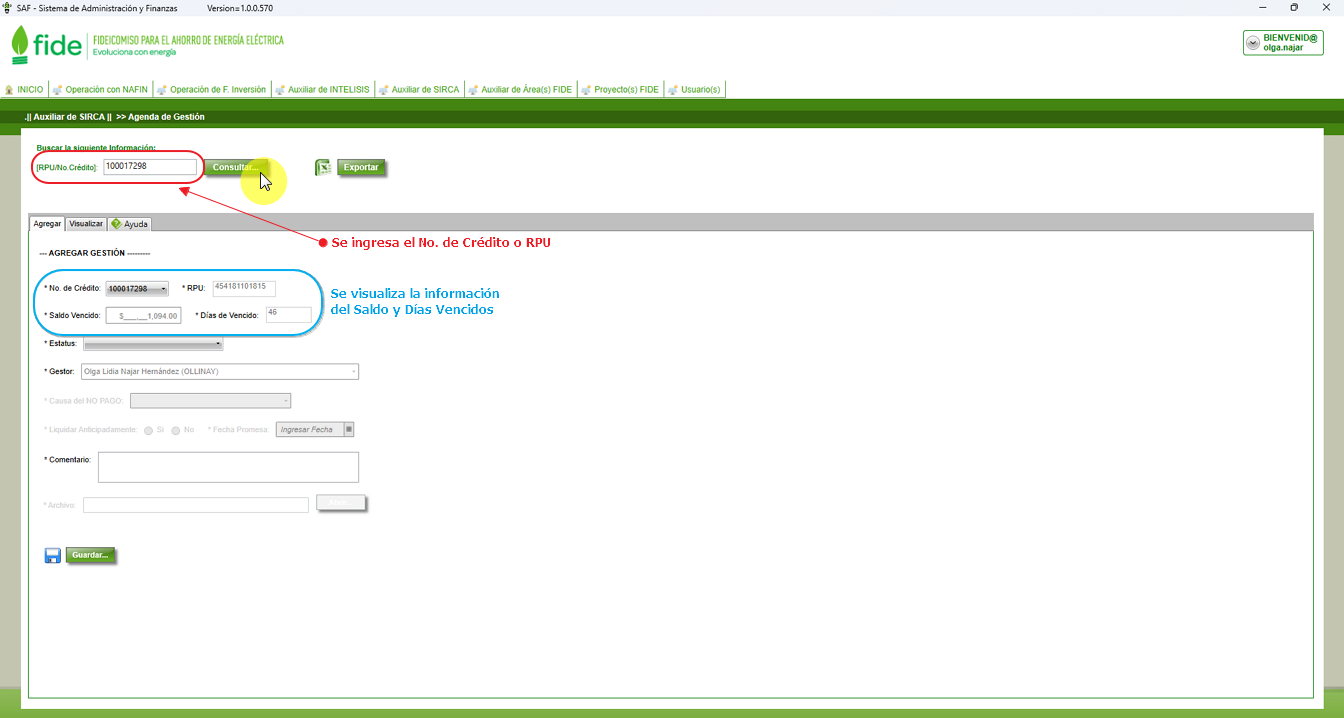 SAF - Sistema de Administración y Finanzas Version=1.0.0.570
fide FIDEICOMISO PARA EL AHORRO DE ENERGÍA ELÉCTRICA
Evoluciona con energía
BIENVENID@
olga.najar
INICIO Operación con NAFIN Operación de F. Inversión Auxiliar de INTELISIS Auxiliar de SIRCA Auxiliar de Área(s) FIDE Proyecto(s) FIDE Usuario(s)
.|| Auxiliar de SIRCA || >> Agenda de Gestión
Buscar la siguiente Información:
[RPU/No.Crédito]: 100017298 Consultar... Exportar
Agregar Visualizar Ayuda
Se ingresa el No. de Crédito o RPU
--- AGREGAR GESTIÓN ---------
* No. de Crédito: 100017298 * RPU: 454181101815
Se visualiza la información
del Saldo y Días Vencidos
* Saldo Vencido: $___,__1,094.00 * Días de Vencido: 46
* Estatus:
* Gestor: Olga Lidia Najar Hernández (OLLINAY)
* Causa del NO PAGO:
* Liquidar Anticipadamente: Si No * Fecha Promesa: Ingresar Fecha
* Comentario:
* Archivo:
Guardar...